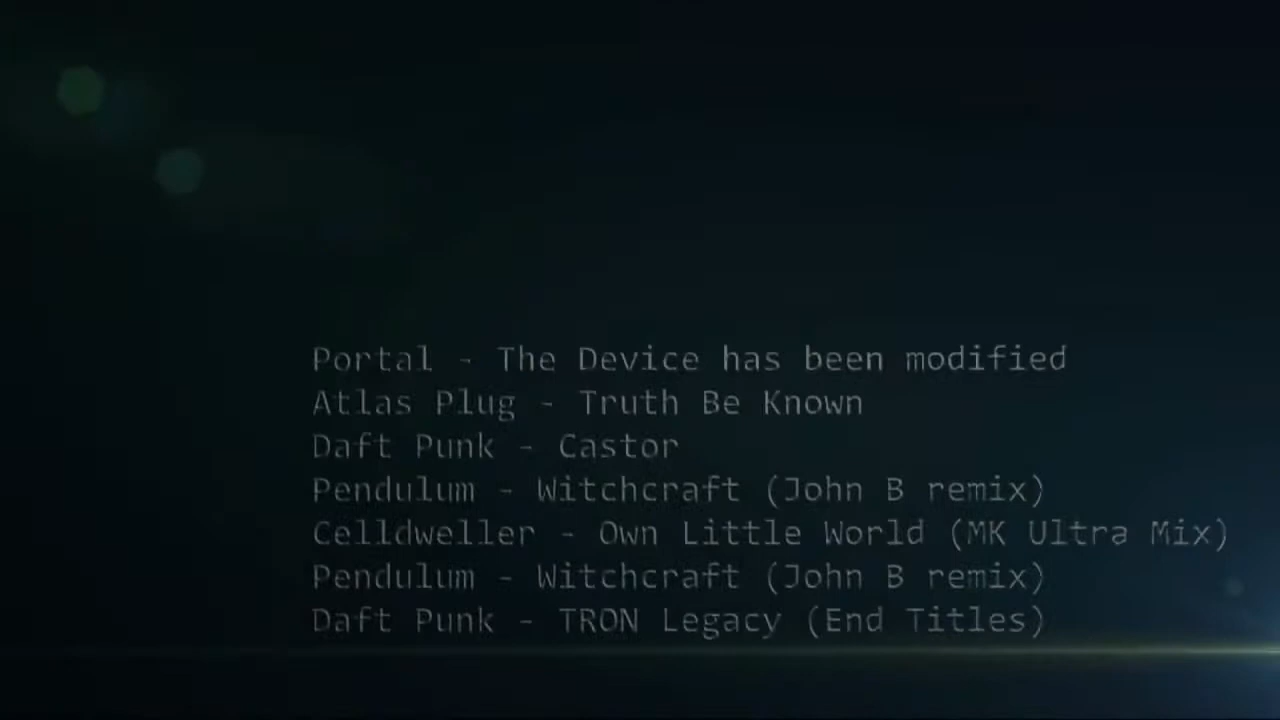 Portal - The Device has been modified
Atlas Plug - Truth Be Known
Daft Punk - Castor
Pendulum - Witchcraft (John B remix)
Celldweller - Own Little World (MK Ultra Mix)
Pendulum - Witchcraft (John B remix)
Daft Punk - TRON Legacy (End Titles)